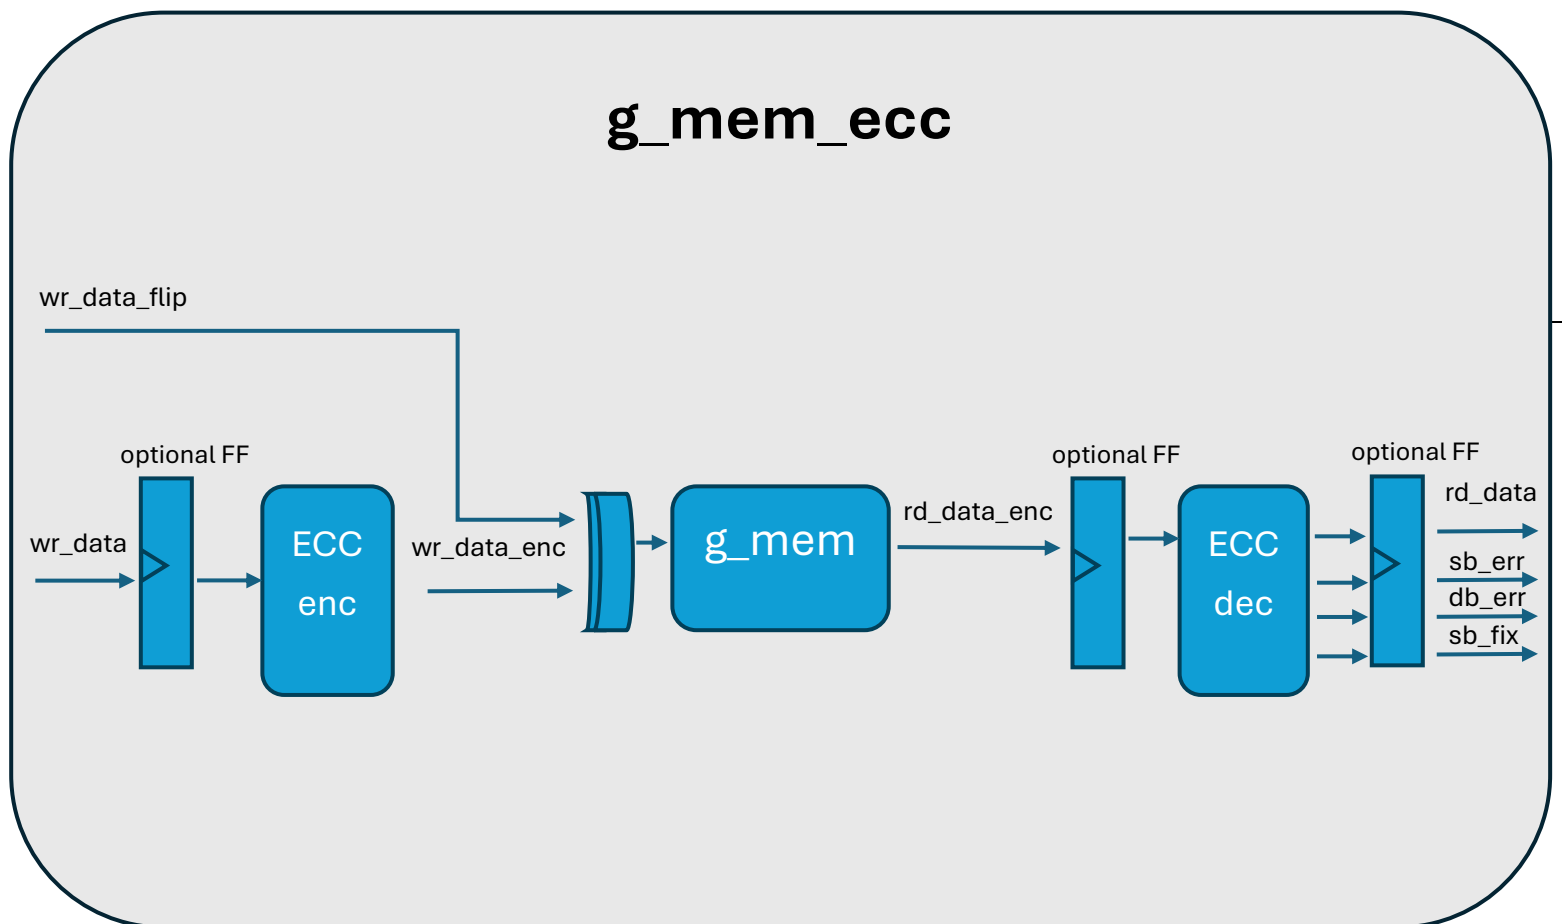 g_mem_ecc
wr_data_flip
optional FF
optional FF
optional FF
rd_data
wr_data
ECC
enc
wr_data_enc
g_mem
rd_data_enc
ECC
dec
sb_err
db_err
sb_fix